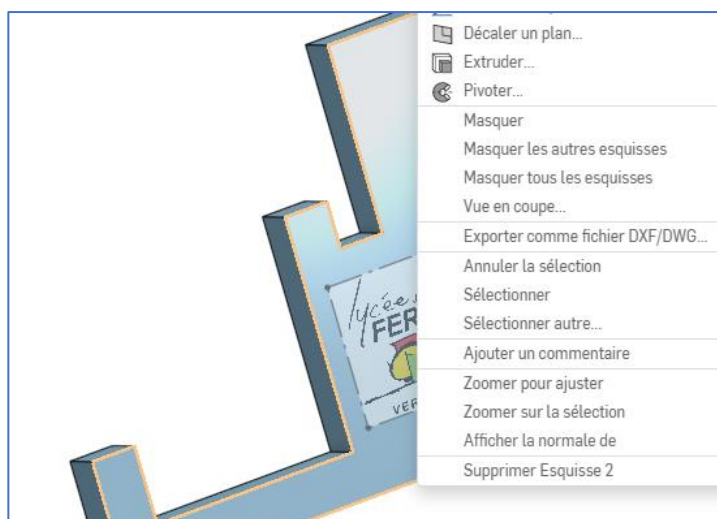 Décaler un plan...
Extruder...
Pivoter...
Masquer
Masquer les autres esquisses
Masquer tous les esquisses
Vue en coupe...
Exporter comme fichier DXF/DWG...
Annuler la sélection
Sélectionner
Sélectionner autre...
Ajouter un commentaire
Zoomer pour ajuster
Zoomer sur la sélection
Afficher la normale de
Supprimer Esquisse 2
lycée
FER
VER